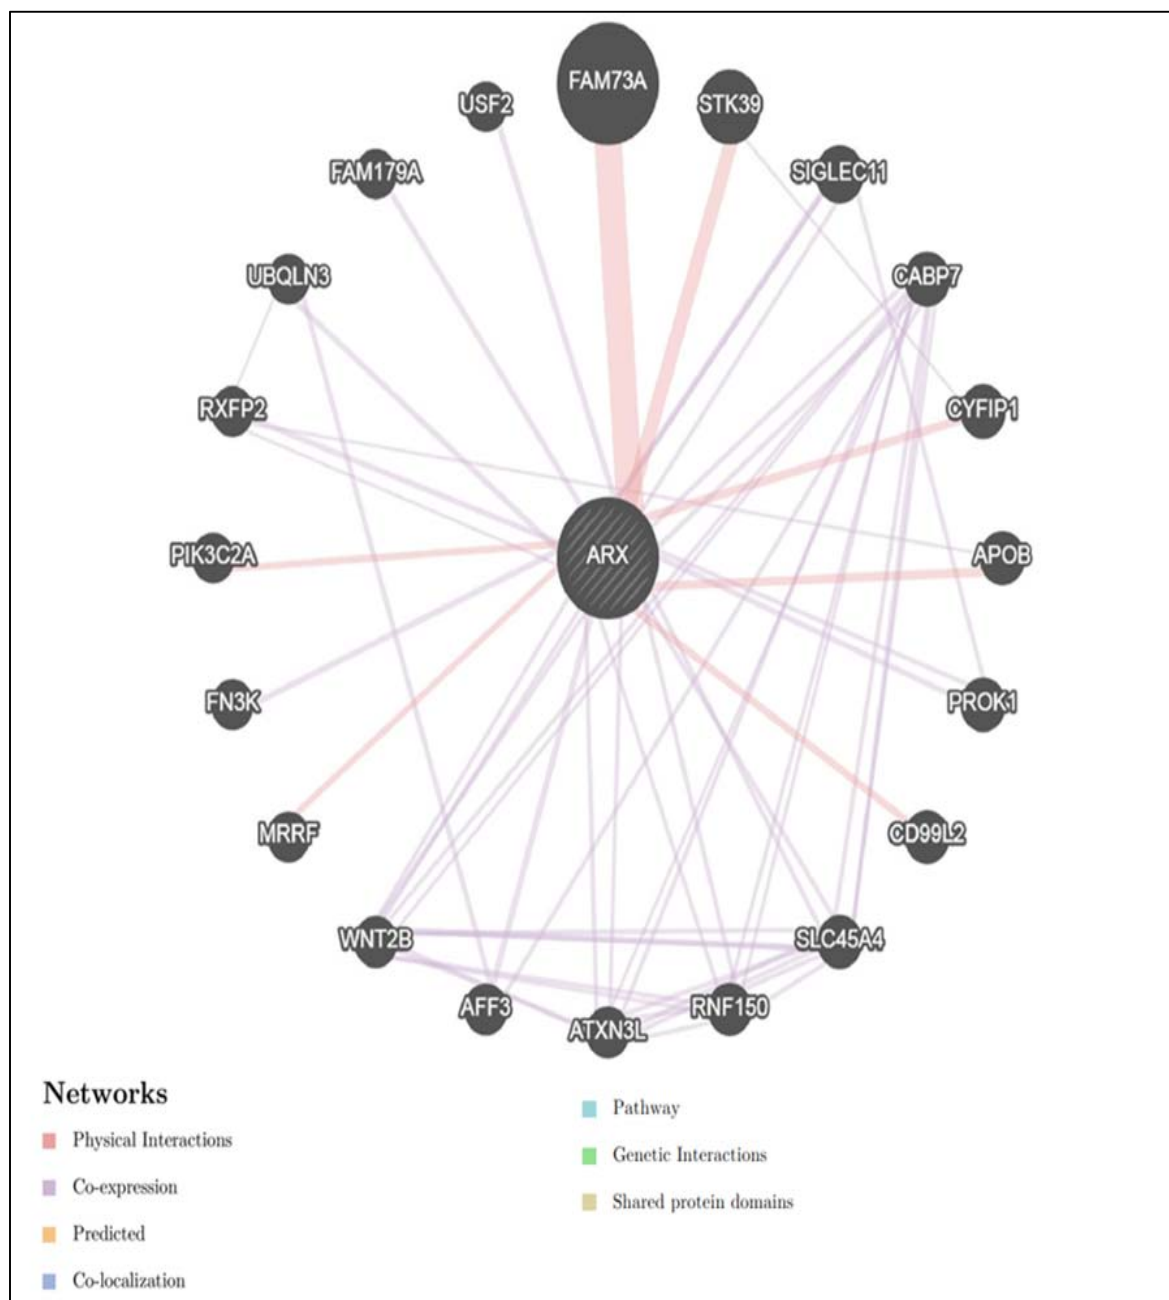 FAM73A
USF2
STK39
FAM179A
SIGLEC11
UBQLN3
CABP7
RXFP2
CYFIP1
PIK3C2A
ARX
APOB
FN3K
PROK1
MRRF
CD99L2
WNT2B
SLC45A4
AFF3
RNF150
ATXN3L
Networks
Physical Interactions
Co-expression
Predicted
Co-localization
Pathway
Genetic Interactions
Shared protein domains